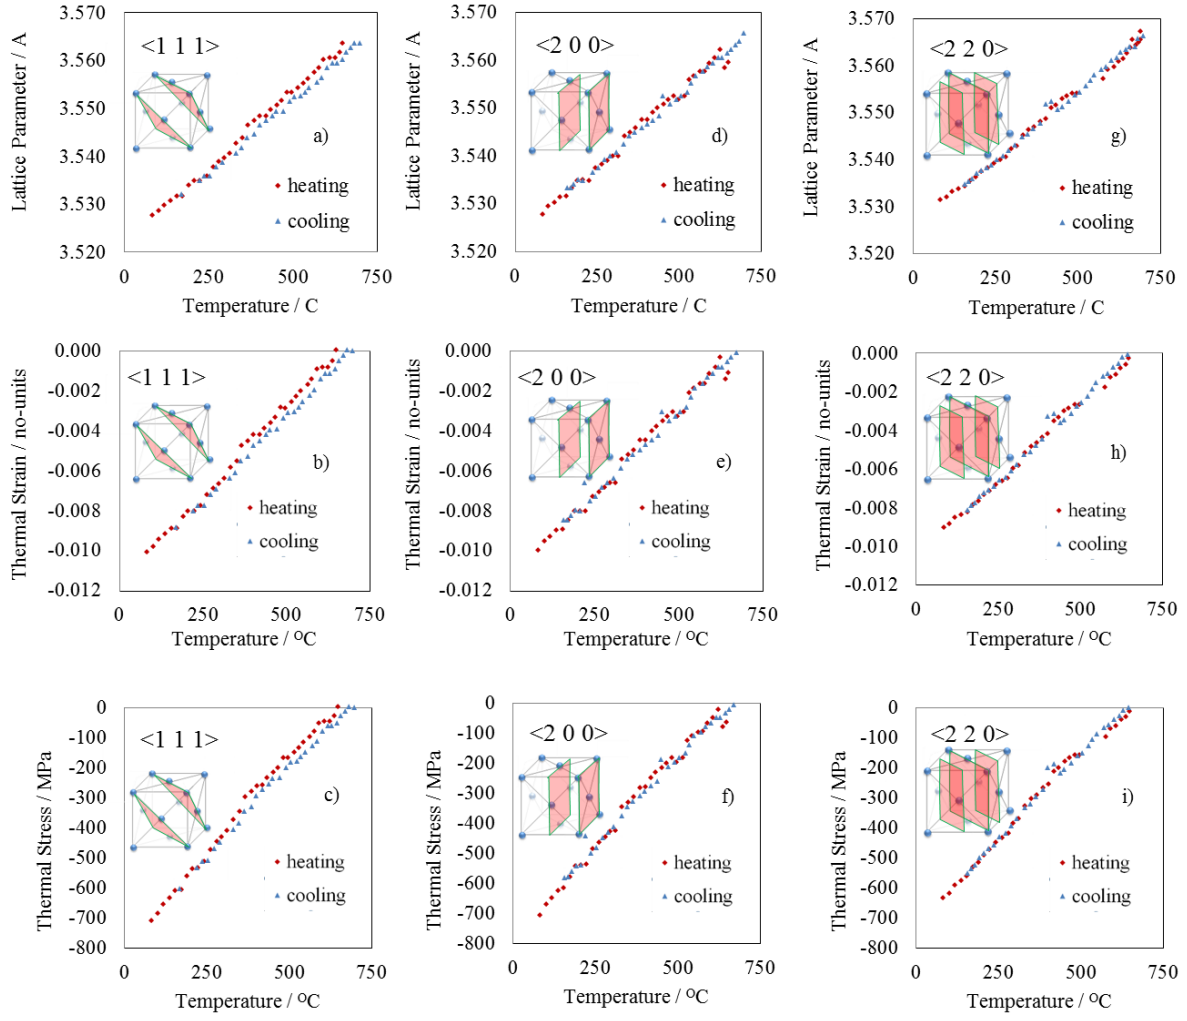 3.570
3.560
3.550
3.540
3.530
3.520
Lattice Parameter / A
<1 1 1>
a)
heating
cooling
0 250 500 750
Temperature / C
3.570
3.560
3.550
3.540
3.530
3.520
Lattice Parameter / A
<2 0 0>
d)
heating
cooling
0 250 500 750
Temperature / C
3.570
3.560
3.550
3.540
3.530
3.520
Lattice Parameter / A
<2 2 0>
g)
heating
cooling
0 250 500 750
Temperature / C
0.000
-0.002
-0.004
-0.006
-0.008
-0.010
-0.012
Thermal Strain / no-units
<1 1 1>
b)
heating
cooling
0 250 500 750
Temperature / ᴼC
0.000
-0.002
-0.004
-0.006
-0.008
-0.010
-0.012
Thermal Strain / no-units
<2 0 0>
e)
heating
cooling
0 250 500 750
Temperature / ᴼC
0.000
-0.002
-0.004
-0.006
-0.008
-0.010
-0.012
Thermal Strain / no-units
<2 2 0>
h)
heating
cooling
0 250 500 750
Temperature / ᴼC
0
-100
-200
-300
-400
-500
-600
-700
-800
Thermal Stress / MPa
<1 1 1>
c)
heating
cooling
0 250 500 750
Temperature / ᴼC
0
-100
-200
-300
-400
-500
-600
-700
-800
Thermal Stress / MPa
<2 0 0>
f)
heating
cooling
0 250 500 750
Temperature / ᴼC
0
-100
-200
-300
-400
-500
-600
-700
-800
Thermal Stress / MPa
<2 2 0>
i)
heating
cooling
0 250 500 750
Temperature / ᴼC